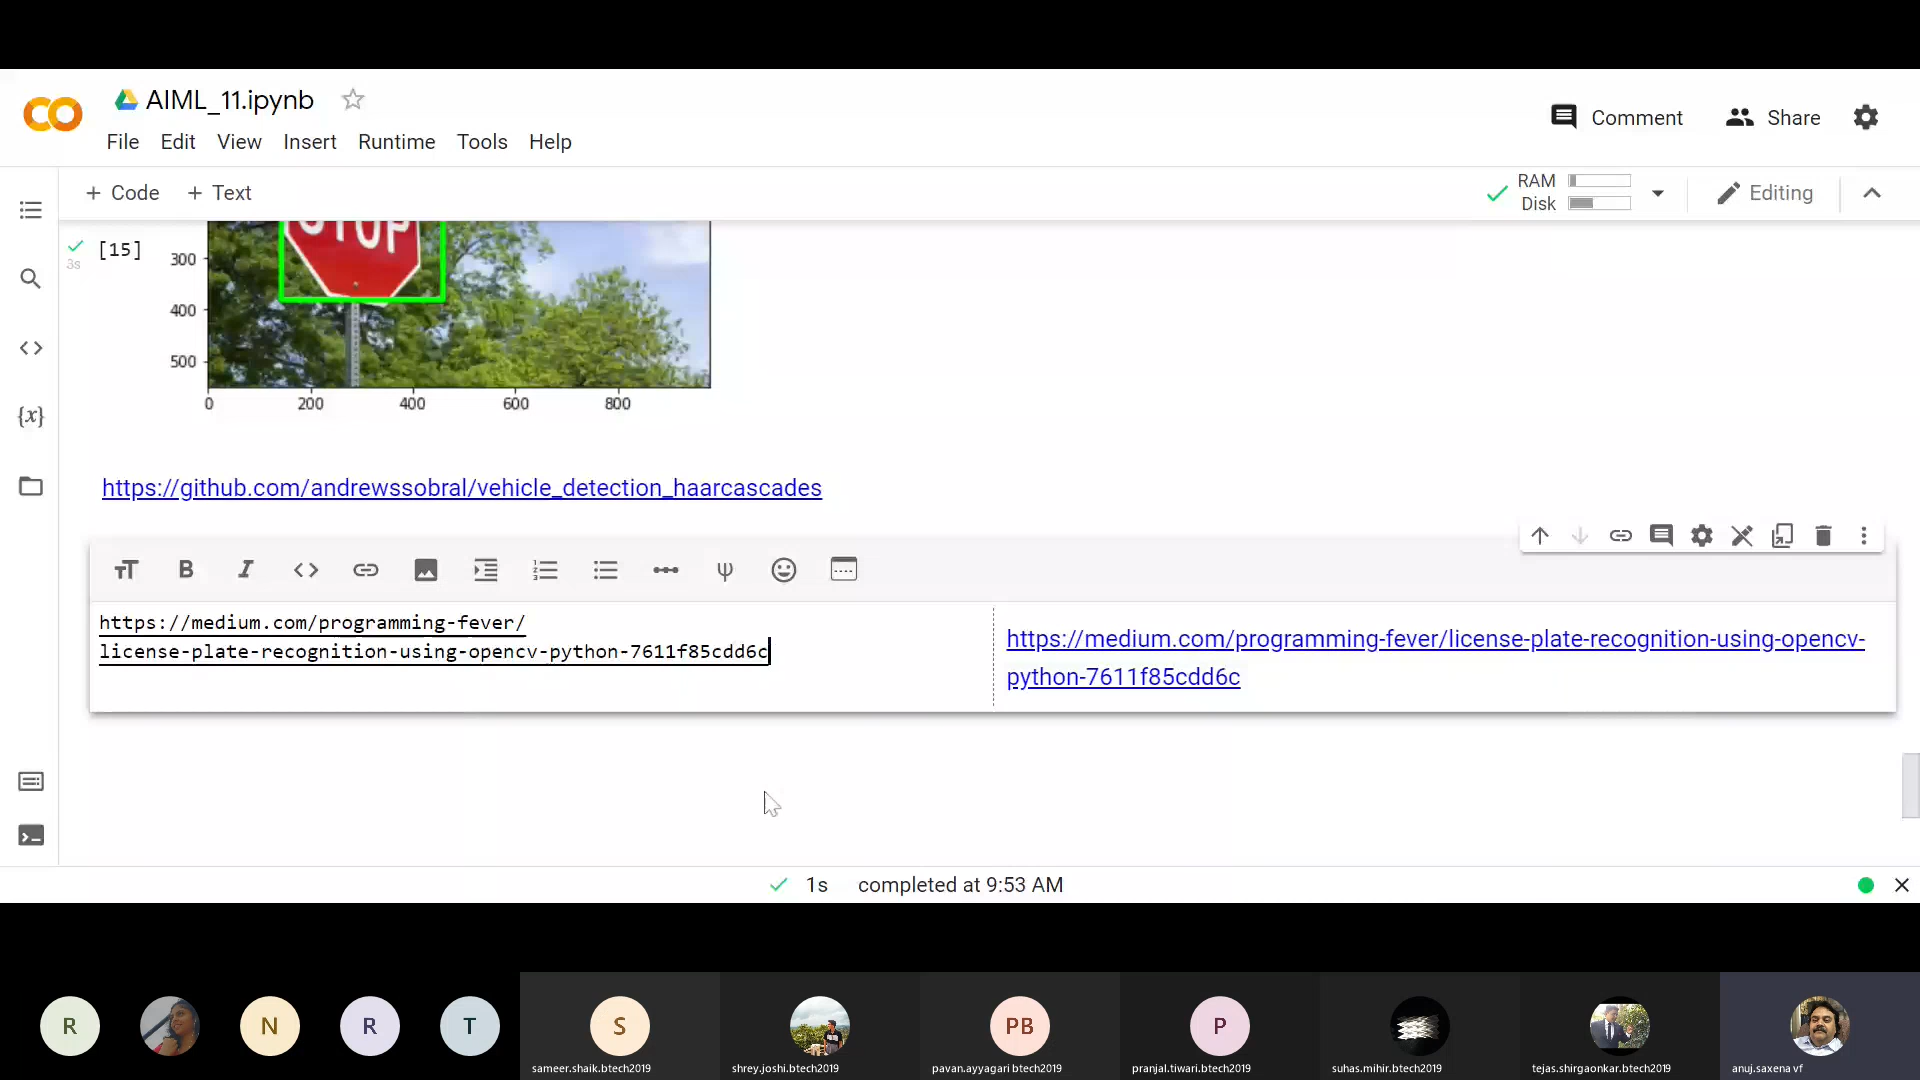 AIML_11.ipynb
Comment
Share
File Edit View Insert Runtime Tools Help
+ Code + Text
RAM
Disk
Editing
[15]
3s
STOP
300
400
500
0 200 400 600 800
https://github.com/andrewssobral/vehicle_detection_haarcascades
https://medium.com/programming-fever/
license-plate-recognition-using-opencv-python-7611f85cdd6c
https://medium.com/programming-fever/license-plate-recognition-using-opencv-
python-7611f85cdd6c
1s completed at 9:53 AM
R N R T S PB P
sameer.shaik.btech2019 shrey.joshi.btech2019 pavan.ayyagari btech2019 pranjal.tiwari.btech2019 suhas.mihir.btech2019 tejas.shirgaonkar.btech2019 anuj.saxena vf